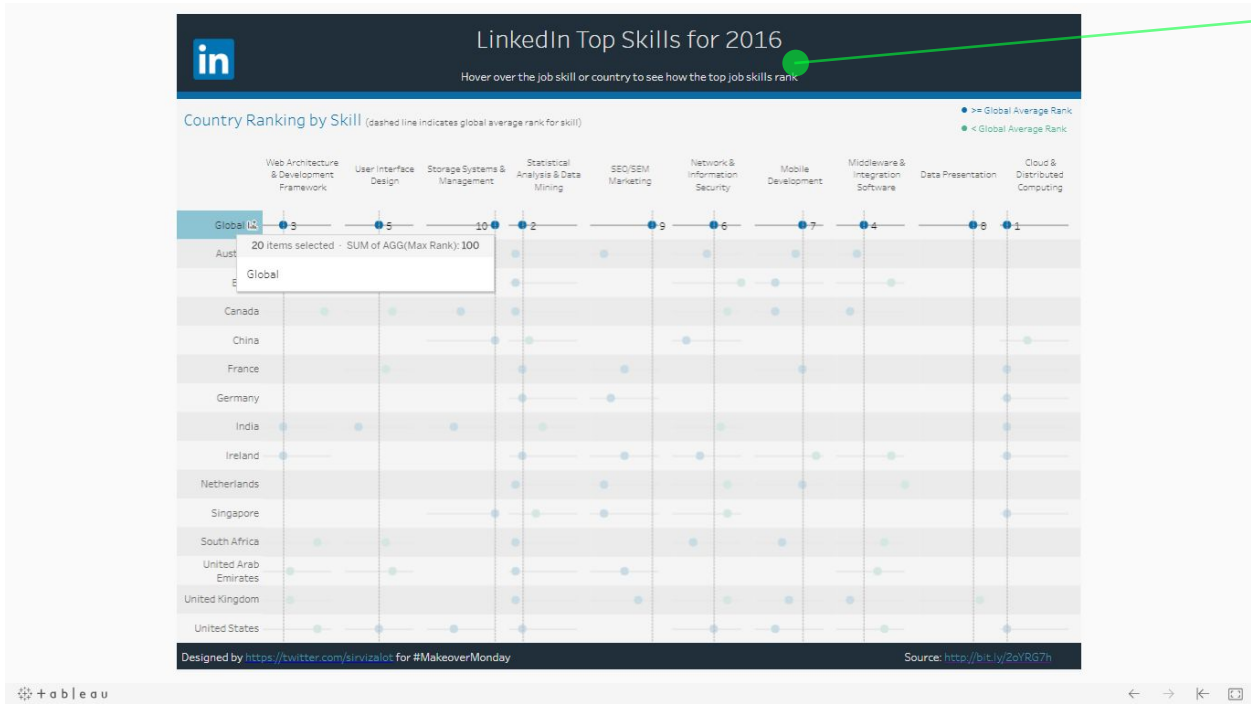 in
LinkedIn Top Skills for 2016
Hover over the job skill or country to see how the top job skills rank
Country Ranking by Skill (dashed line indicates global average rank for skill)
>= Global Average Rank
< Global Average Rank
Web Architecture
& Development
Framework
User Interface
Design
Storage Systems &
Management
Statistical
Analysis & Data
Mining
SEO/SEM
Marketing
Network &
Information
Security
Mobile
Development
Middleware &
Integration
Software
Data Presentation
Cloud &
Distributed
Computing
Global 3 5 10 2 9 6 7 4 8 1
20 items selected · SUM of AGG(Max Rank): 100
Global
Canada
China
France
Germany
India
Ireland
Netherlands
Singapore
South Africa
United Arab
Emirates
United Kingdom
United States
Designed by https://twitter.com/sirvizalot for #MakeoverMonday
Source: http://bit.ly/2oYRG7h
+ableau